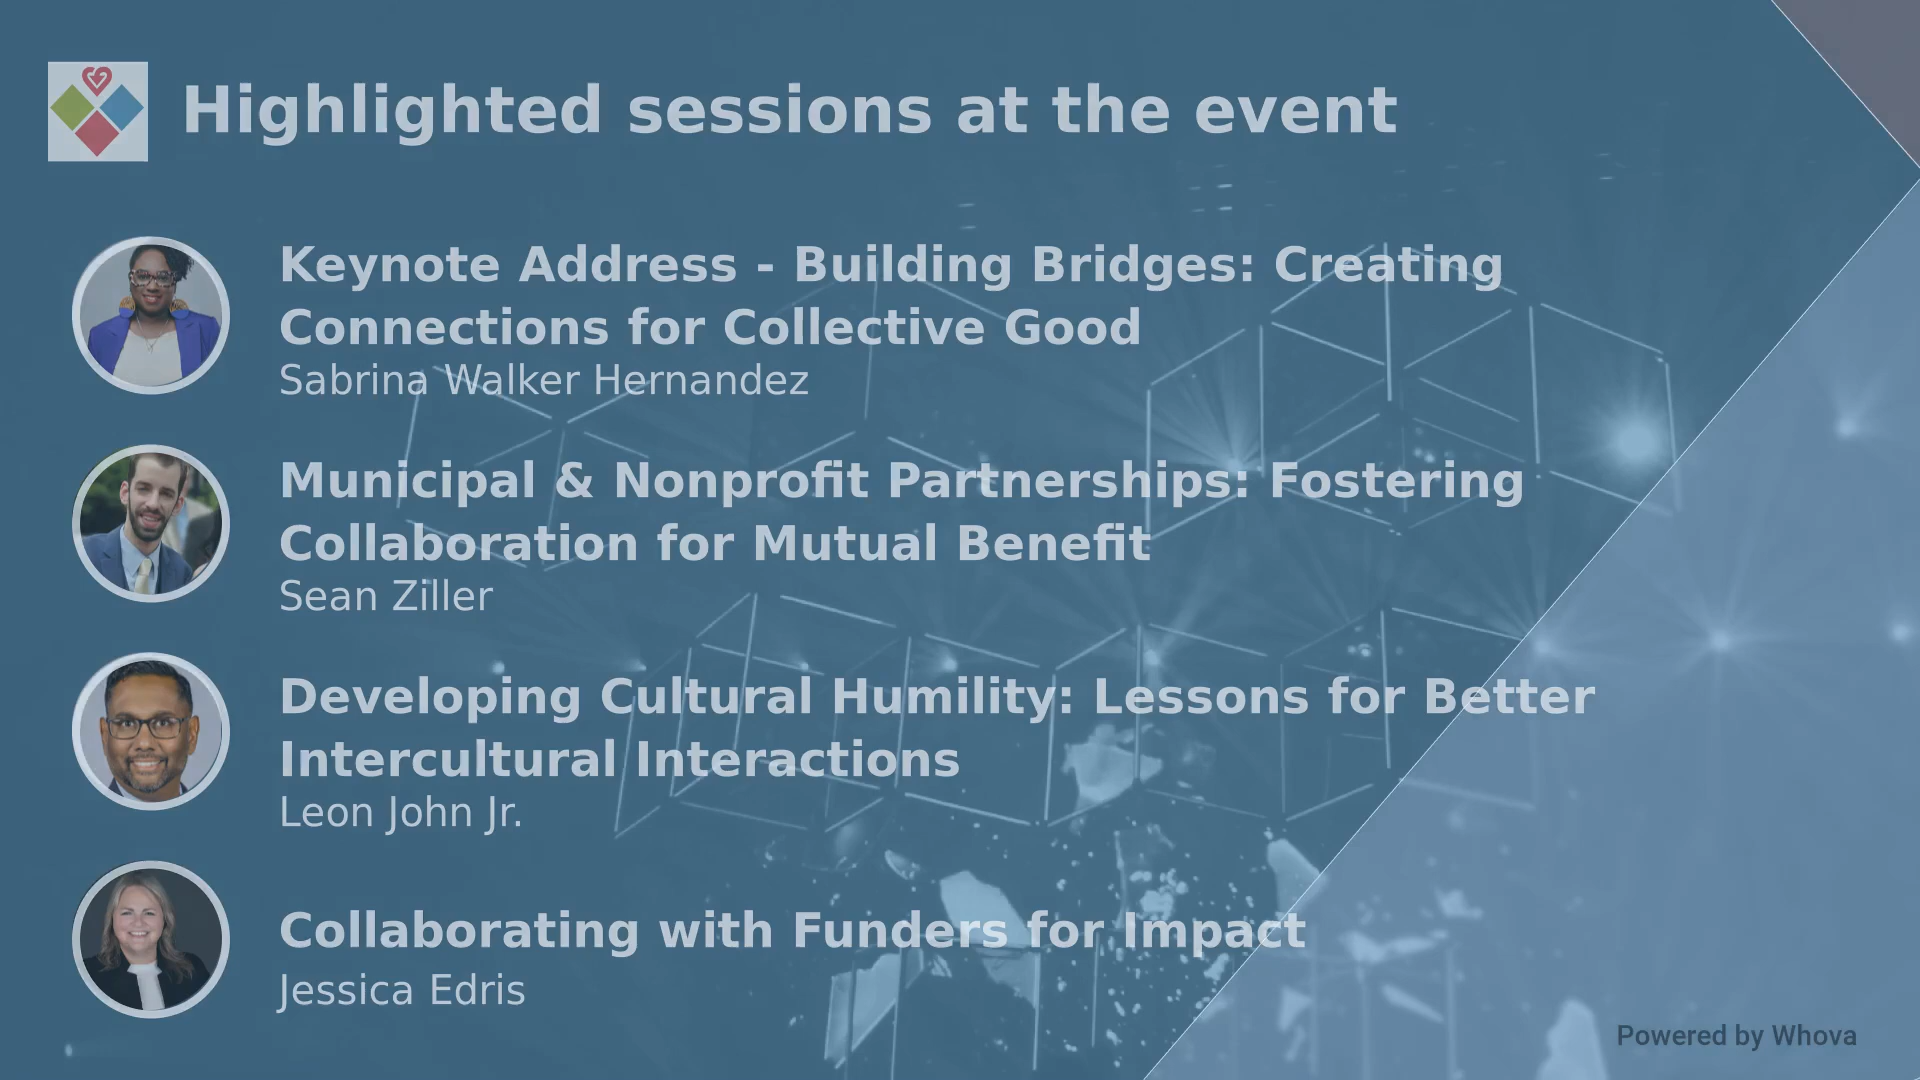 Highlighted sessions at the event
Keynote Address - Building Bridges: Creating
Connections for Collective Good
Sabrina Walker Hernandez
Municipal & Nonprofit Partnerships: Fostering
Collaboration for Mutual Benefit
Sean Ziller
Developing Cultural Humility: Lessons for Better
Intercultural Interactions
Leon John Jr.
Collaborating with Funders for Impact
Jessica Edris
Powered by Whova